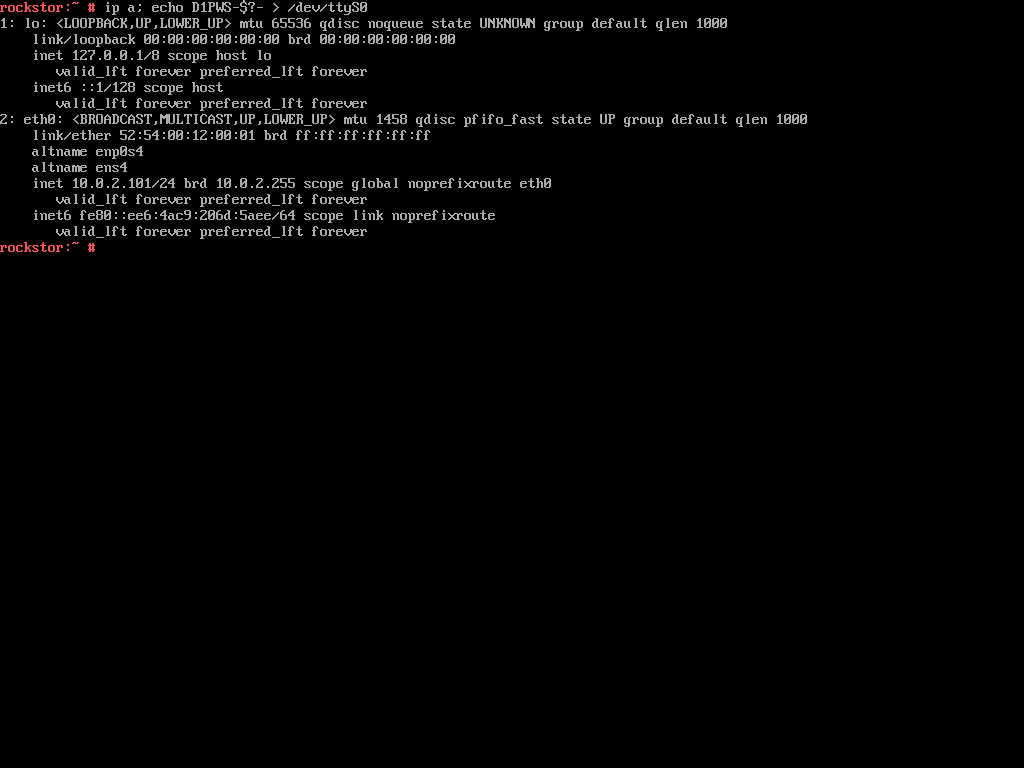 rockstor:~ # ip a; echo D1PWS-$?- > /dev/ttyS0
1: lo: <LOOPBACK,UP,LOWER_UP> mtu 65536 qdisc noqueue state UNKNOWN group default qlen 1000
    link/loopback 00:00:00:00:00:00 brd 00:00:00:00:00:00
    inet 127.0.0.1/8 scope host lo
       valid_lft forever preferred_lft forever
    inet6 ::1/128 scope host
       valid_lft forever preferred_lft forever
2: eth0: <BROADCAST,MULTICAST,UP,LOWER_UP> mtu 1458 qdisc pfifo_fast state UP group default qlen 1000
    link/ether 52:54:00:12:00:01 brd ff:ff:ff:ff:ff:ff
    altname enp0s4
    altname ens4
    inet 10.0.2.101/24 brd 10.0.2.255 scope global noprefixroute eth0
       valid_lft forever preferred_lft forever
    inet6 fe80::ee6:4ac9:206d:5aee/64 scope link noprefixroute
       valid_lft forever preferred_lft forever
rockstor:~ #